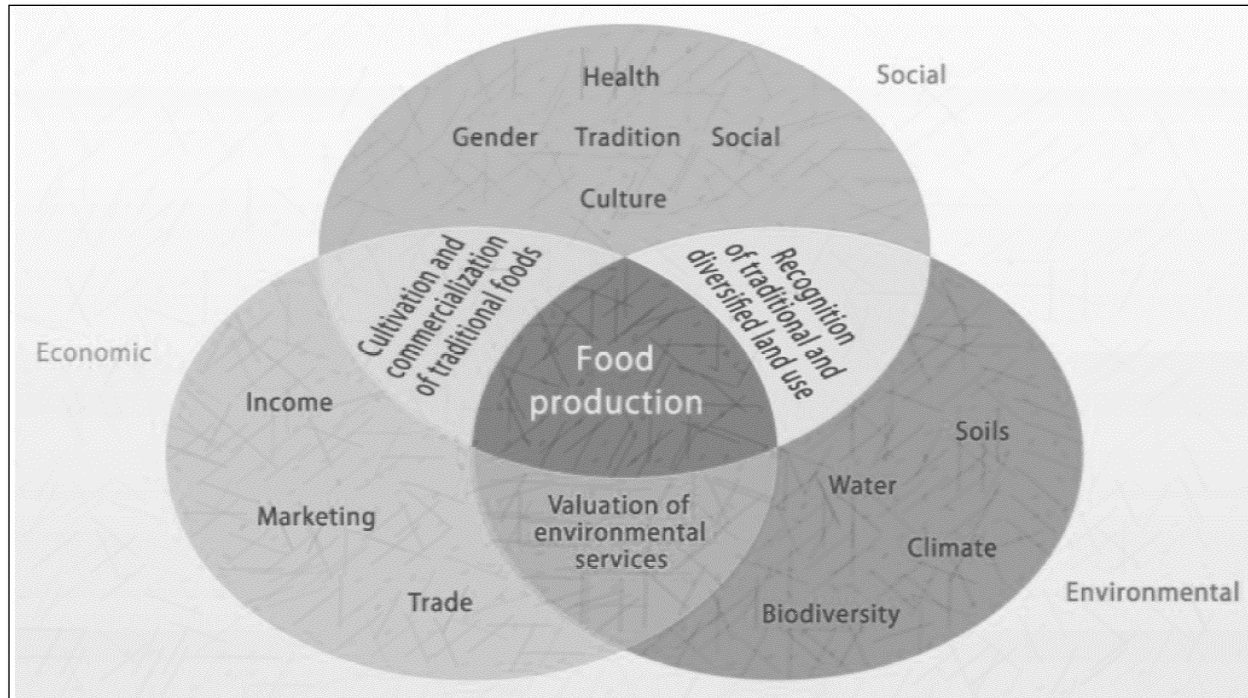 Health
Social
Gender Tradition Social
Culture
Cultivation and
commercialization
of traditional foods
Recognition
of traditional and
diversified land use
Economic
Food
production
Income
Soils
Water
Marketing
Valuation of
environmental
services
Climate
Trade
Biodiversity
Environmental